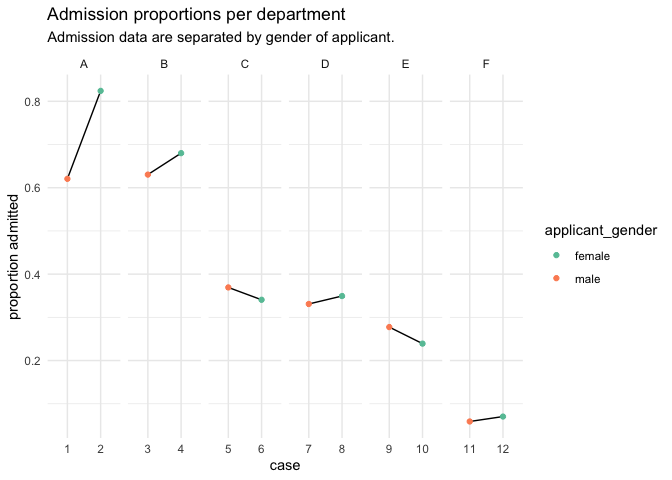 Admission proportions per department
Admission data are separated by gender of applicant.
A B C D E F
0.8
0.6
0.4
0.2
proportion admitted
1 2 3 4 5 6 7 8 9 10 11 12
case
applicant_gender
female
male